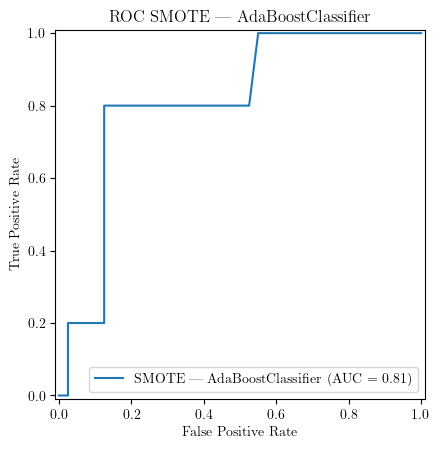 ROC SMOTE — AdaBoostClassifier
1.0
0.8
0.6
0.4
0.2
0.0
True Positive Rate
SMOTE — AdaBoostClassifier (AUC = 0.81)
0.0 0.2 0.4 0.6 0.8 1.0
False Positive Rate